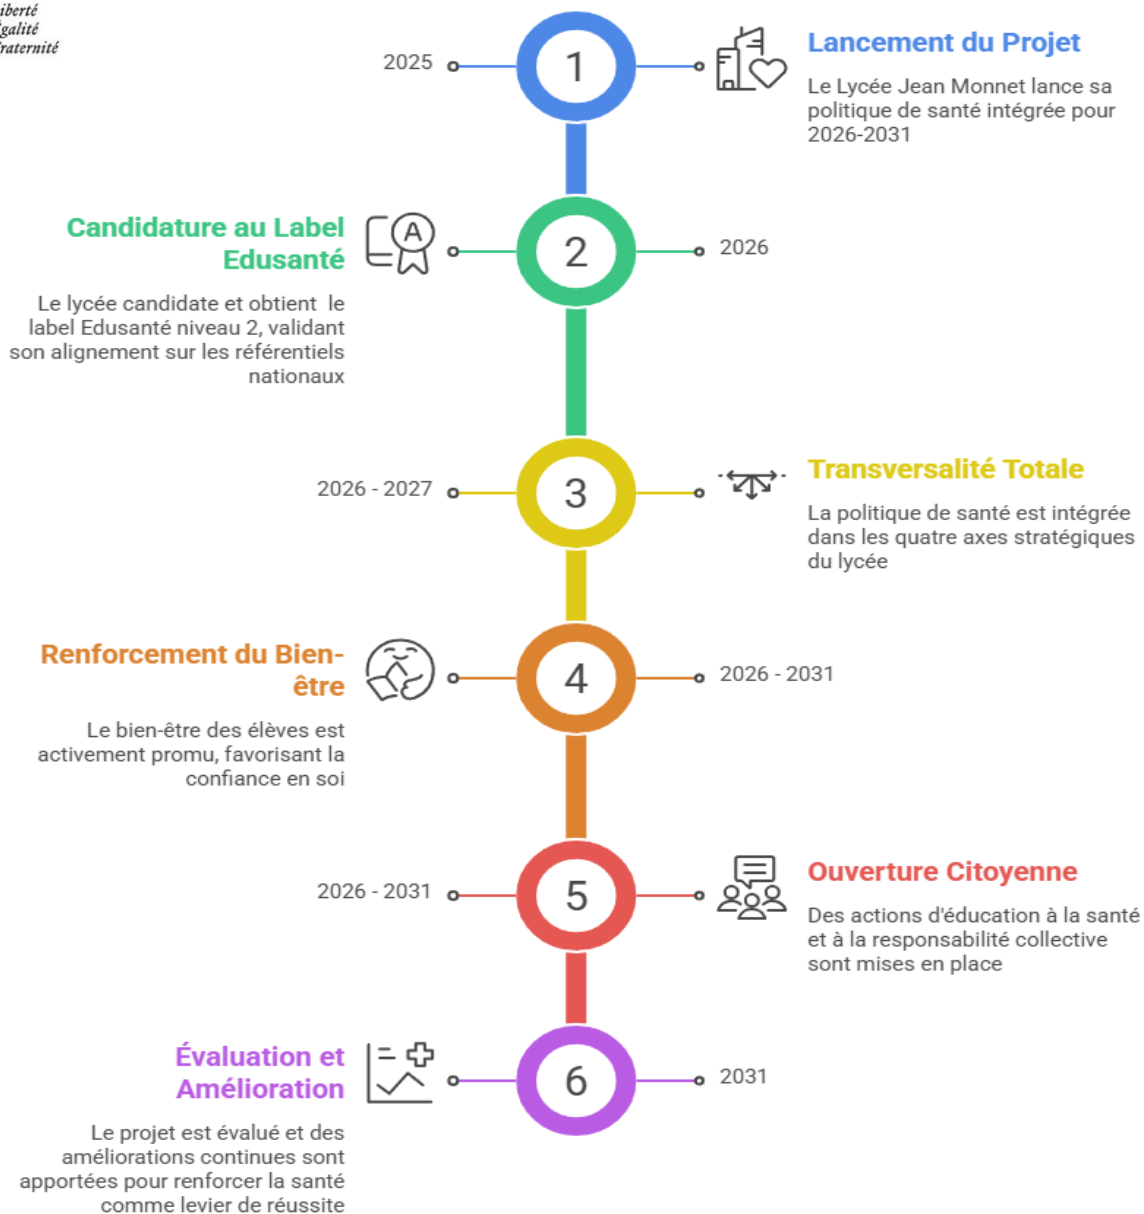 iberté
galité
raternité
2025
1
Lancement du Projet
Le Lycée Jean Monnet lance sa
politique de santé intégrée pour
2026-2031
Candidature au Label
Edusanté
Le lycée candidate et obtient le
label Edusanté niveau 2, validant
son alignement sur les référentiels
nationaux
A
2
2026
2026 - 2027
3
Transversalité Totale
La politique de santé est intégrée
dans les quatre axes stratégiques
du lycée
Renforcement du Bien-
être
Le bien-être des élèves est
activement promu, favorisant la
confiance en soi
4
2026 - 2031
2026 - 2031
5
Ouverture Citoyenne
Des actions d'éducation à la santé
et à la responsabilité collective
sont mises en place
Évaluation et
Amélioration
Le projet est évalué et des
améliorations continues sont
apportées pour renforcer la santé
comme levier de réussite
6
2031